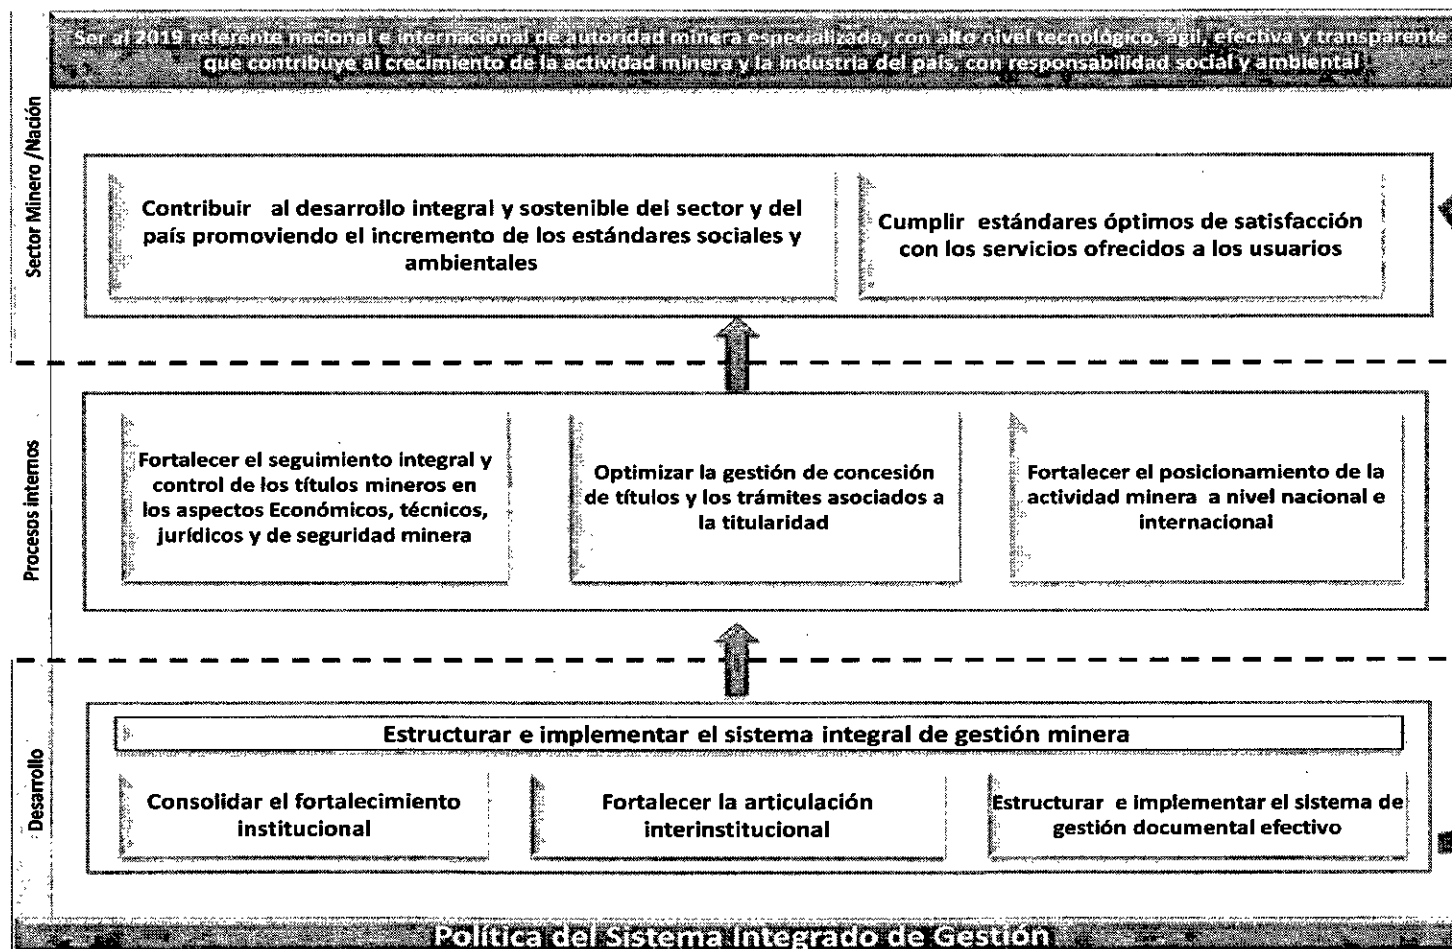 Ser al 2019 referente nacional e internacional de autoridad minera especializada, con alto nivel tecnológico, ágil, efectiva y transparente
que contribuye al crecimiento de la actividad minera y la industria del país, con responsabilidad social y ambiental
Sector Minero /Nación
Contribuir al desarrollo integral y sostenible del sector y del
país promoviendo el incremento de los estándares sociales y
ambientales
Cumplir estándares óptimos de satisfacción
con los servicios ofrecidos a los usuarios
Procesos internos
Fortalecer el seguimiento integral y
control de los títulos mineros en
los aspectos Económicos, técnicos,
jurídicos y de seguridad minera
Optimizar la gestión de concesión
de títulos y los trámites asociados a
la titularidad
Fortalecer el posicionamiento de la
actividad minera a nivel nacional e
internacional
Desarrollo
Estructurar e implementar el sistema integral de gestión minera
Consolidar el fortalecimiento
institucional
Fortalecer la articulación
interinstitucional
Estructurar e implementar el sistema de
gestión documental efectivo
Política del Sistema Integrado de Gestión